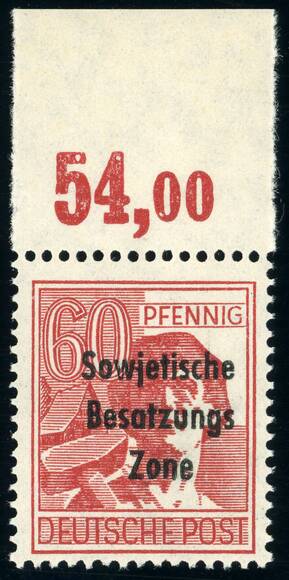 54,00
60 PFENNIG
Sowjetische
Besatzungs
Zone
DEUTSCHE POST